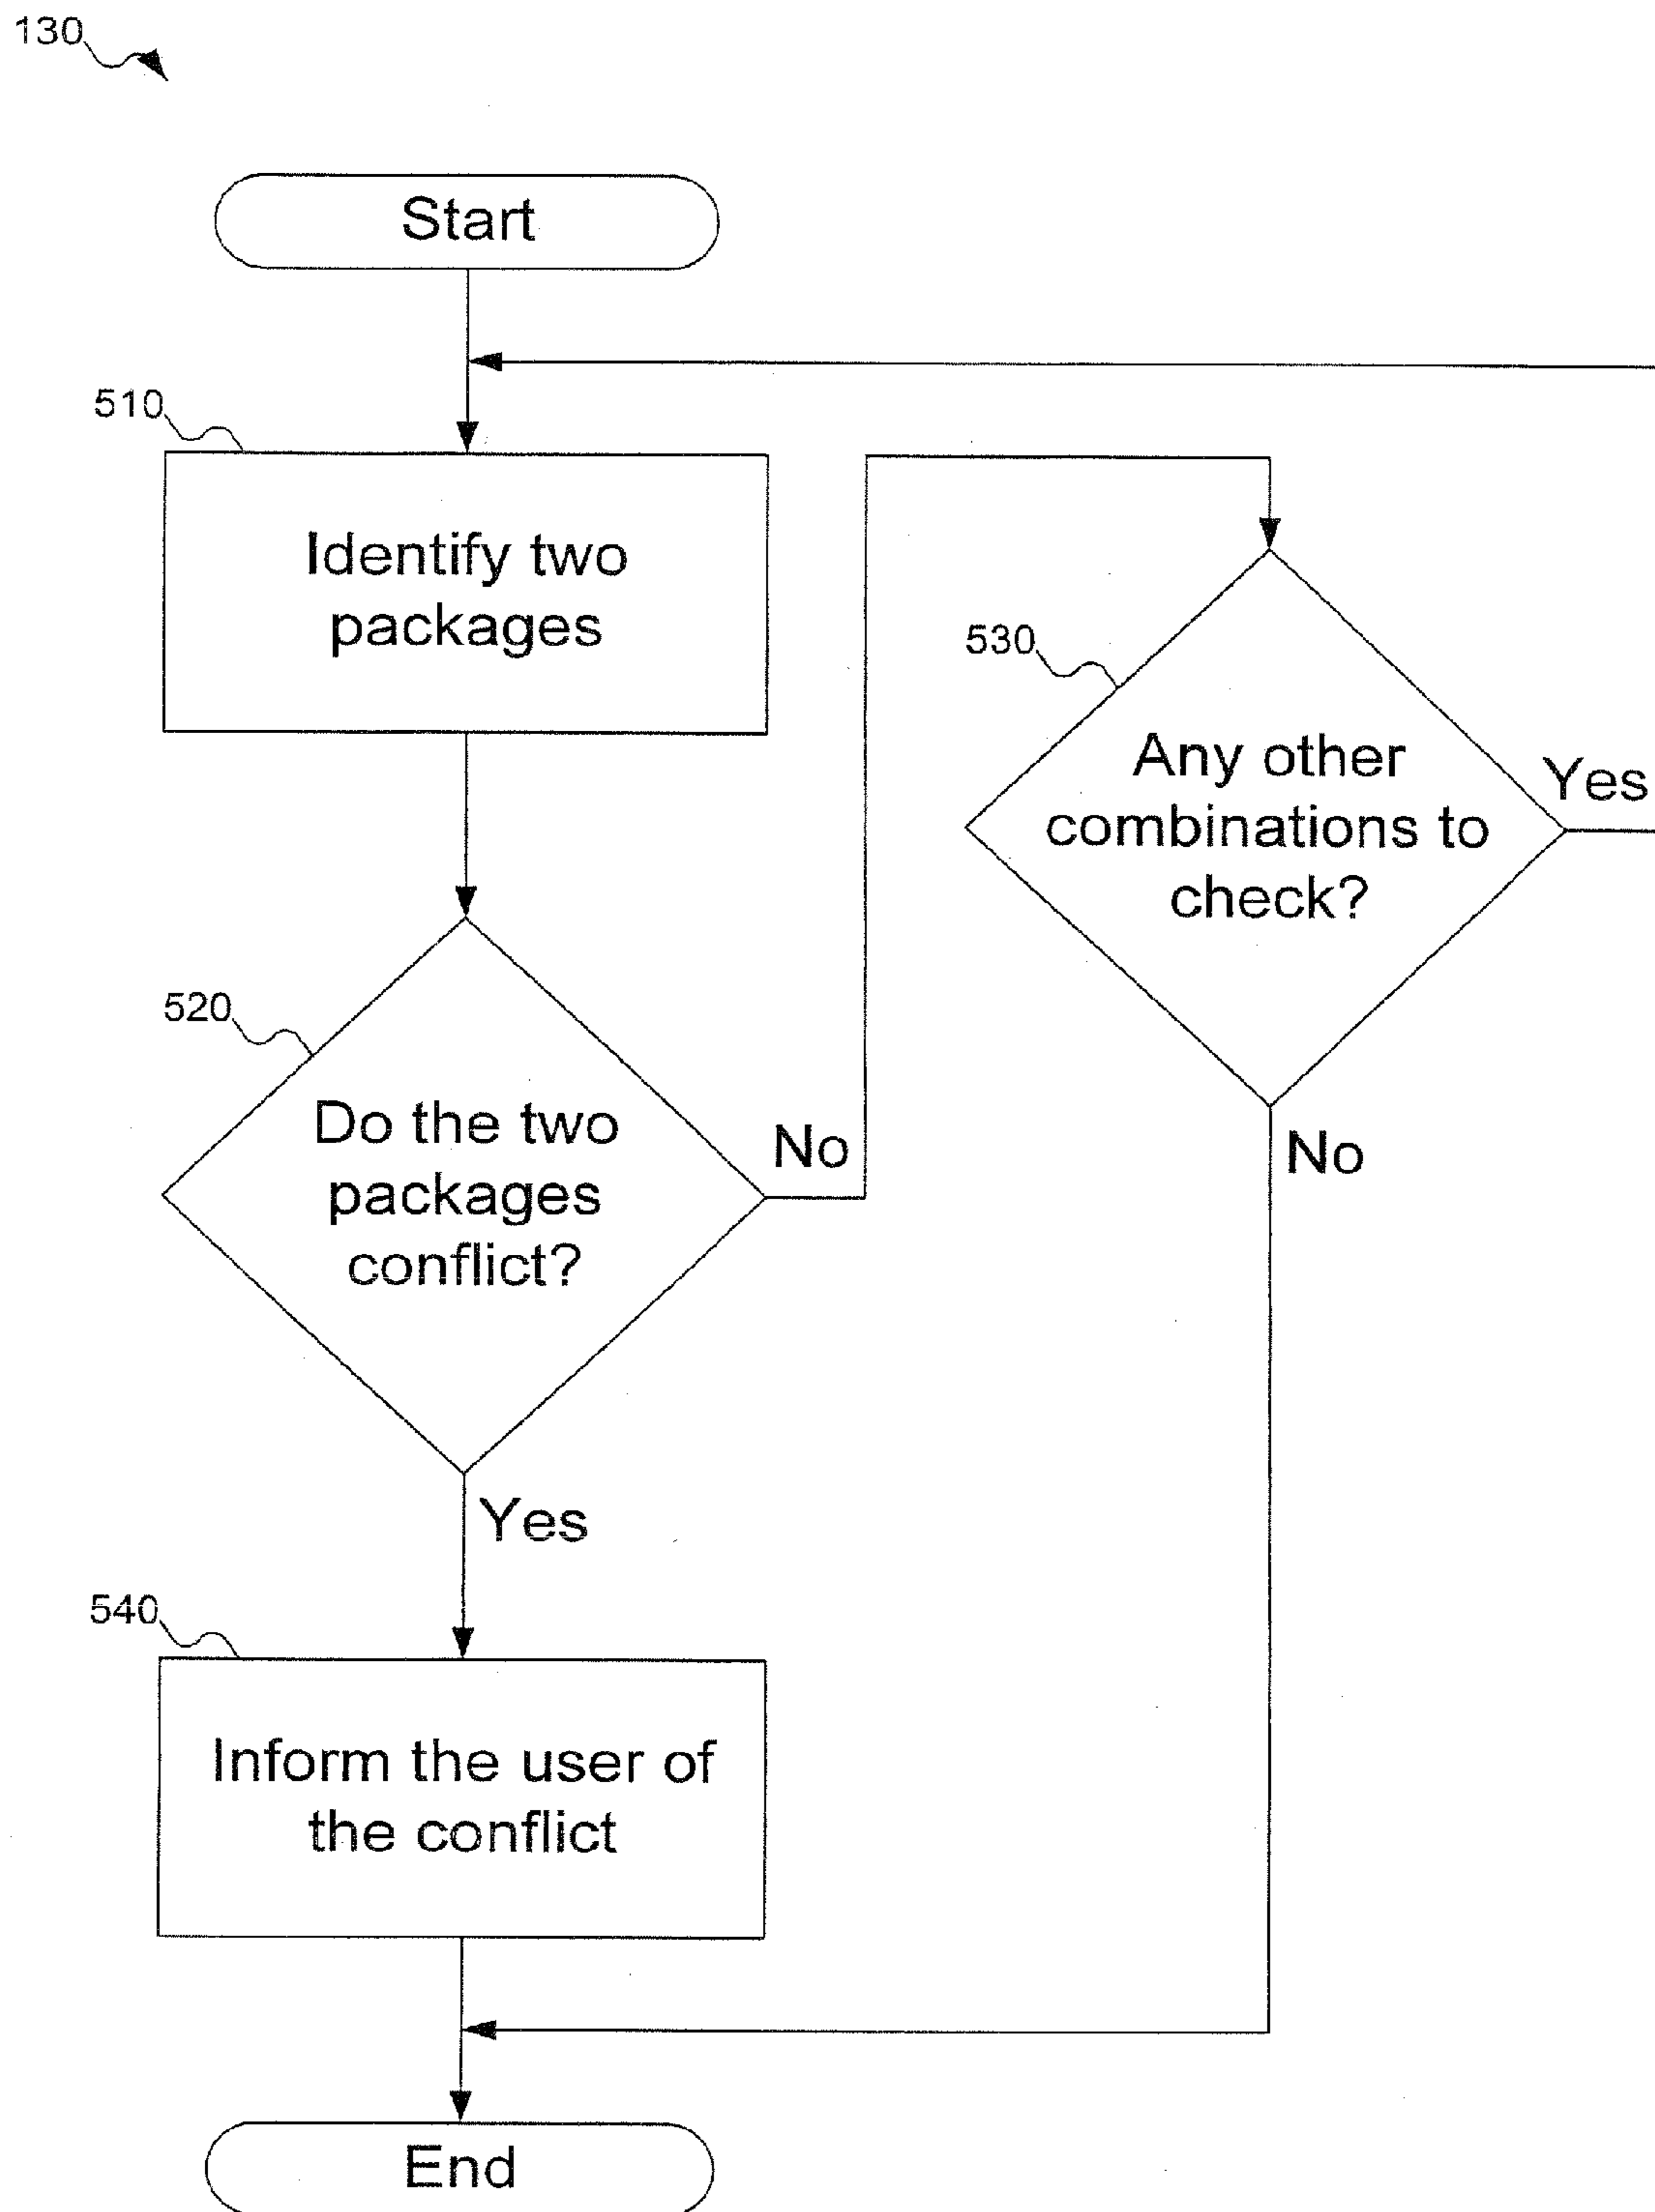 130
Start
510
Identify two
packages
520
Do the two
packages
conflict?
No
Yes
530
Any other
combinations to
check?
Yes
No
540
Inform the user of
the conflict
End